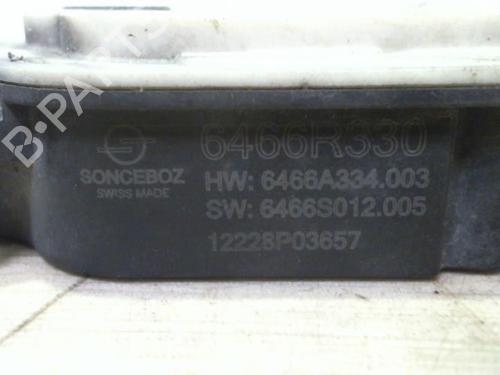 B-PARTS
6466R330
SONCEBOZ
SWISS MADE
HW: 6466A334.003
SW: 6466S012.005
12228P03657